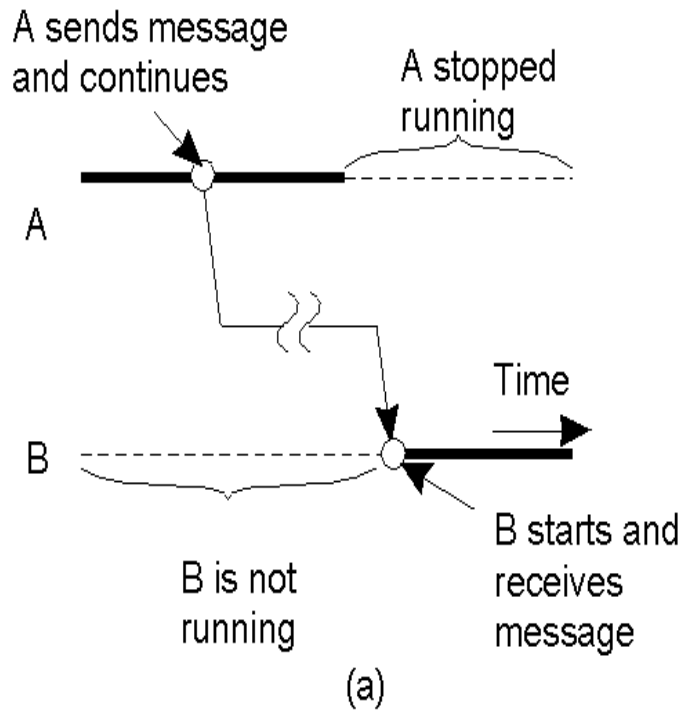 A sends message
and continues
A stopped
running
A
Time
B
B starts and
receives
message
B is not
running
(a)